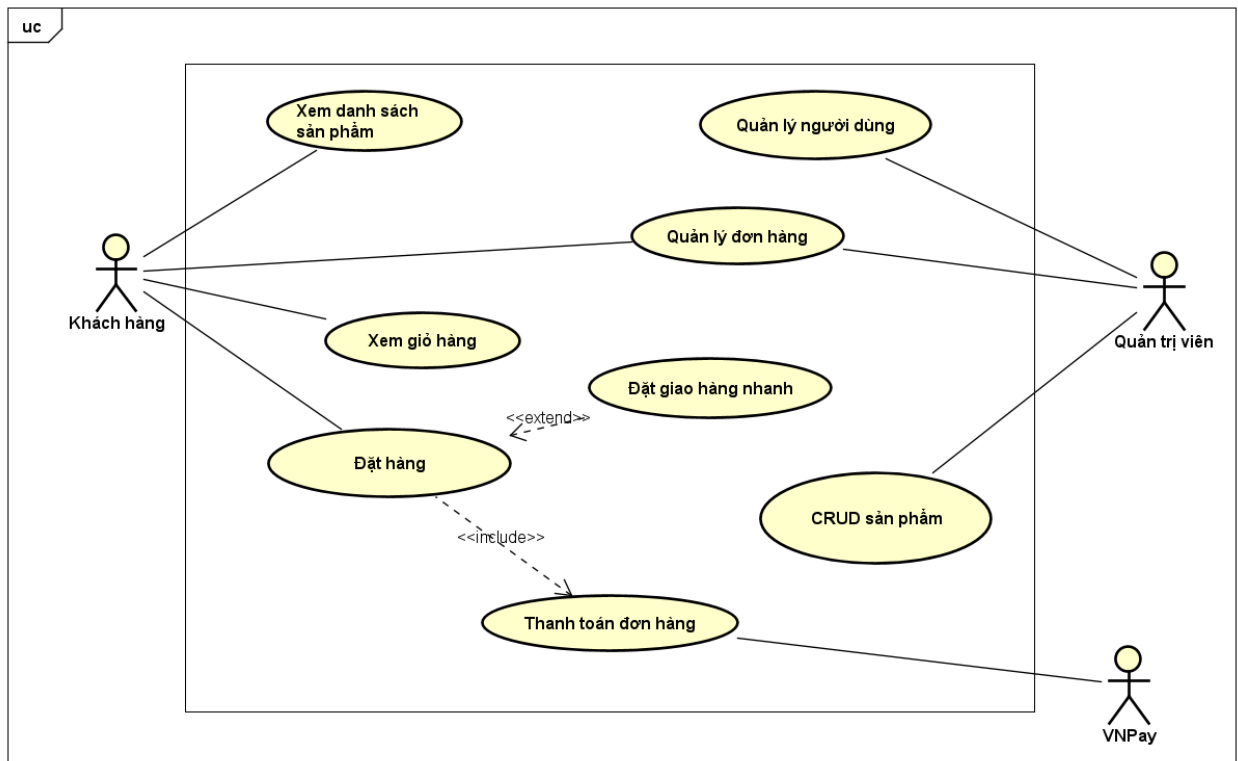 uc
Xem danh sách
sản phẩm
Quản lý người dùng
Quản lý đơn hàng
Khách hàng
Quản trị viên
Xem giỏ hàng
Đặt giao hàng nhanh
<<extend>>
Đặt hàng
CRUD sản phẩm
<<include>>
Thanh toán đơn hàng
VNPay